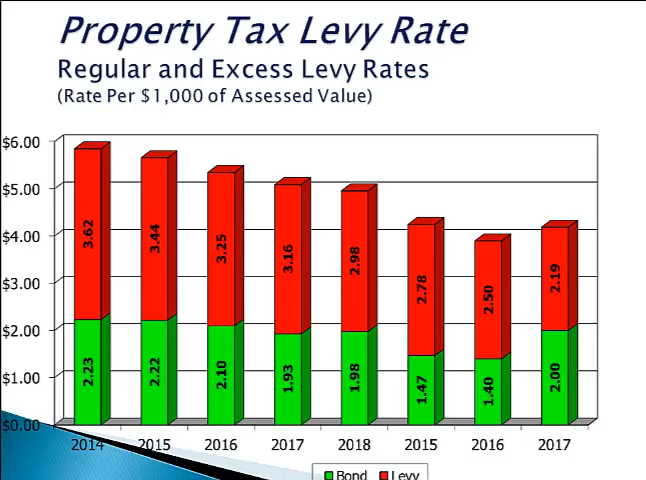 Property Tax Levy Rate
Regular and Excess Levy Rates
(Rate Per $1,000 of Assessed Value)
$6.00
$5.00
$4.00
$3.00
$2.00
$1.00
$0.00
3.62 3.44 3.25 3.16 2.98 2.78 2.50 2.19
2.23 2.22 2.10 1.93 1.98 1.47 1.40 2.00
2014 2015 2016 2017 2018 2015 2016 2017
Bond Levy